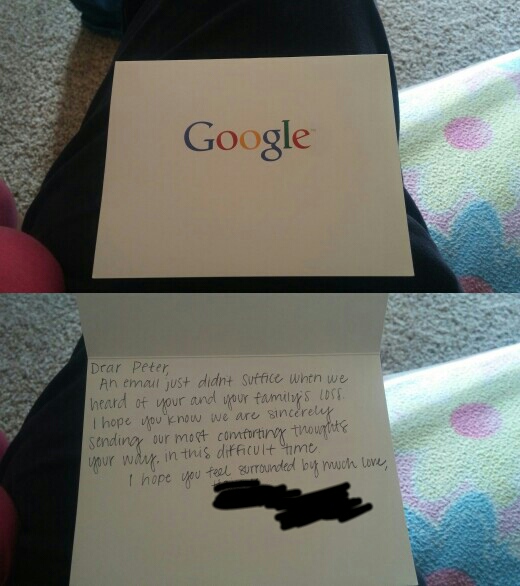 Google
Dear Peter,
An email just didnt suffice when we
heard of your and your family's loss.
I hope you know we are sincerely
sending our most comforting thoughts
your way, in this difficult time
I hope you feel surrounded by much love,